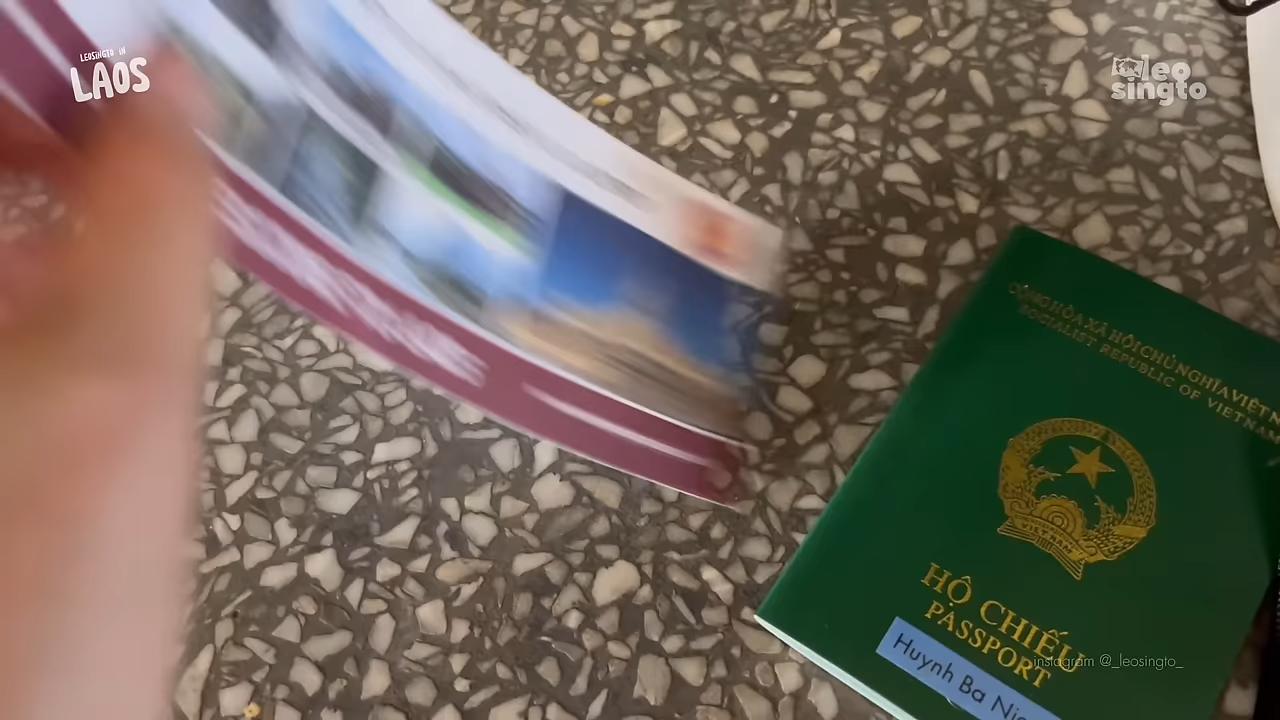 LEOSINGTO IN
LAOS
leo
singto
CỘNG HÒA XÃ HỘI CHỦ NGHĨA VIỆT
SOCIALIST REPUBLIC OF VIETNAM
VIỆT NAM
HỘ CHIẾU
PASSPORT
Huynh Ba
instagram @_leosingto_